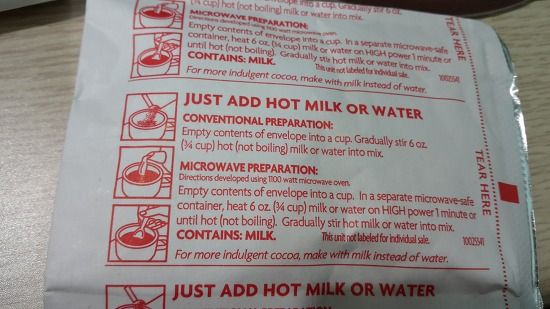 (¾ cup) hot (not boiling) milk or water into mix.
MICROWAVE PREPARATION:
Directions developed using 1100 watt microwave oven.
Empty contents of envelope into a cup. In a separate microwave-safe
container, heat 6 oz. (¾ cup) milk or water on HIGH power 1 minute or
until hot (not boiling). Gradually stir hot milk or water into mix.
CONTAINS: MILK. This unit not labeled for individual sale. 10025541
For more indulgent cocoa, make with milk instead of water.
TEAR HERE
JUST ADD HOT MILK OR WATER
CONVENTIONAL PREPARATION:
Empty contents of envelope into a cup. Gradually stir 6 oz.
(¾ cup) hot (not boiling) milk or water into mix.
MICROWAVE PREPARATION:
Directions developed using 1100 watt microwave oven.
Empty contents of envelope into a cup. In a separate microwave-safe
container, heat 6 oz. (¾ cup) milk or water on HIGH power 1 minute or
until hot (not boiling). Gradually stir hot milk or water into mix.
CONTAINS: MILK. This unit not labeled for individual sale. 10025541
For more indulgent cocoa, make with milk instead of water.
TEAR HERE
JUST ADD HOT MILK OR WATER